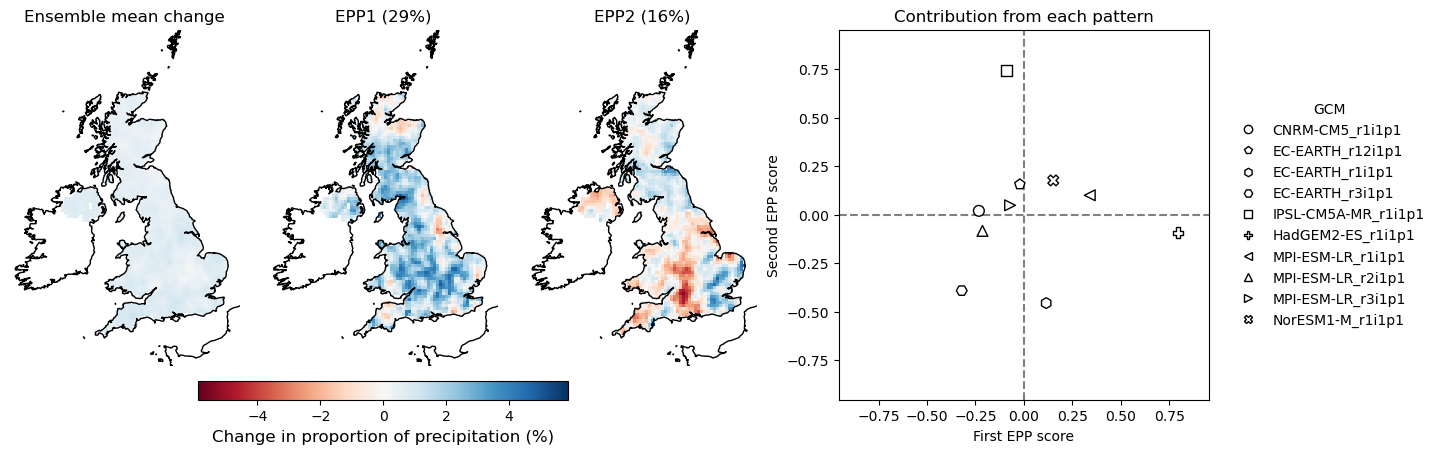 Ensemble mean change
EPP1 (29%)
EPP2 (16%)
Contribution from each pattern
−4
−2
0
2
4
Change in proportion of precipitation (%)
Second EPP score
0.75
0.50
0.25
0.00
−0.25
−0.50
−0.75
−0.75
−0.50
−0.25
0.00
0.25
0.50
0.75
First EPP score
GCM
CNRM-CM5_r1i1p1
EC-EARTH_r12i1p1
EC-EARTH_r1i1p1
EC-EARTH_r3i1p1
IPSL-CM5A-MR_r1i1p1
HadGEM2-ES_r1i1p1
MPI-ESM-LR_r1i1p1
MPI-ESM-LR_r2i1p1
MPI-ESM-LR_r3i1p1
NorESM1-M_r1i1p1